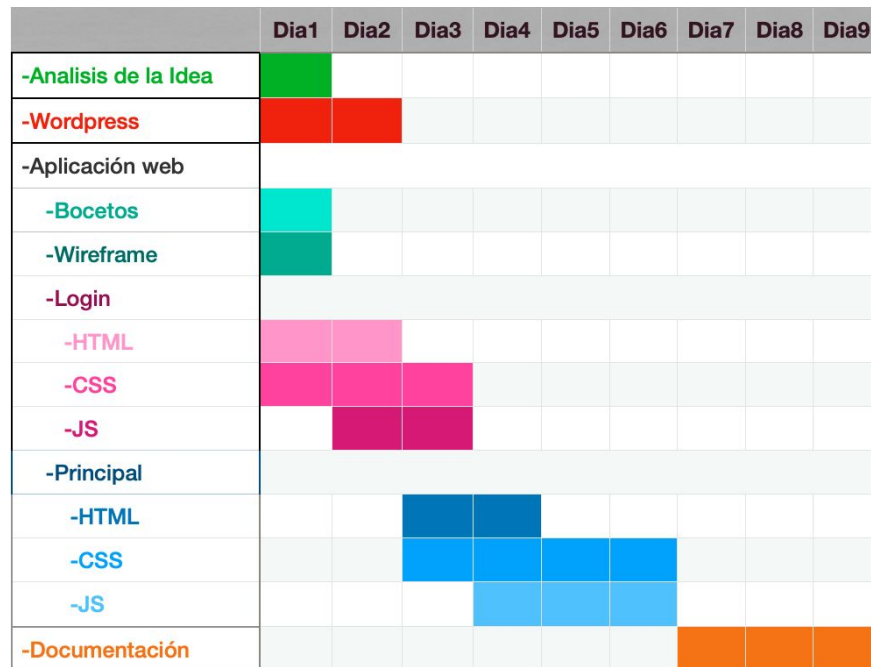 Dia1 Dia2 Dia3 Dia4 Dia5 Dia6 Dia7 Dia8 Dia9
-Analisis de la Idea
-Wordpress
-Aplicación web
-Bocetos
-Wireframe
-Login
-HTML
-CSS
-JS
-Principal
-HTML
-CSS
-JS
-Documentación